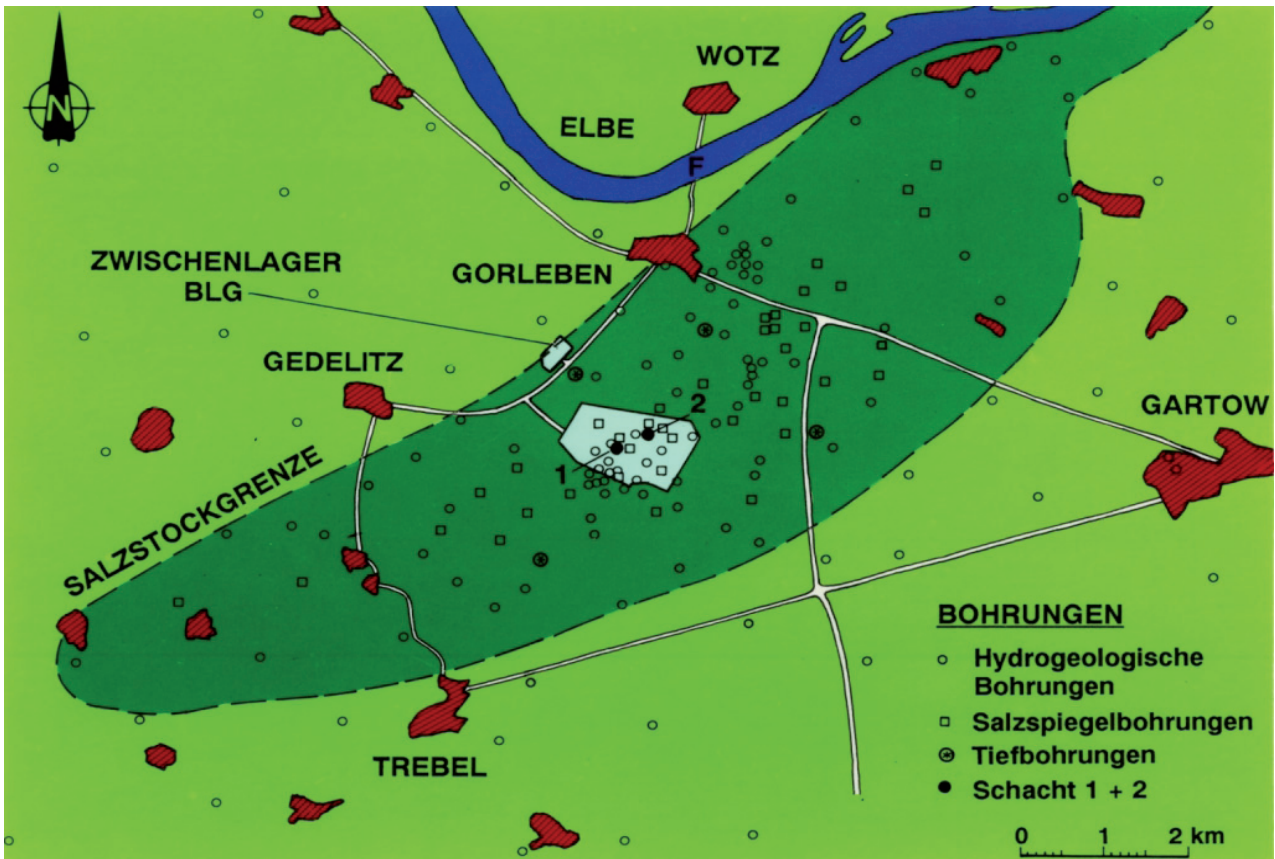 N
WOTZ
ELBE
F
ZWISCHENLAGER
BLG
GORLEBEN
GEDELITZ
2
GARTOW
1
SALZSTOCKGRENZE
BOHRUNGEN
Hydrogeologische
Bohrungen
Salzspiegelbohrungen
Tiefbohrungen
Schacht 1 + 2
TREBEL
0 1 2 km